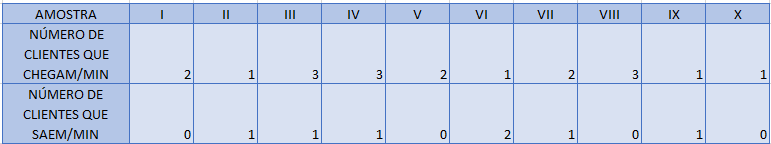 AMOSTRA I II III IV V VI VII VIII IX X
NÚMERO DE
CLIENTES QUE
CHEGAM/MIN 2 1 3 3 2 1 2 3 1 1
NÚMERO DE
CLIENTES QUE
SAEM/MIN 0 1 1 1 0 2 1 0 1 0